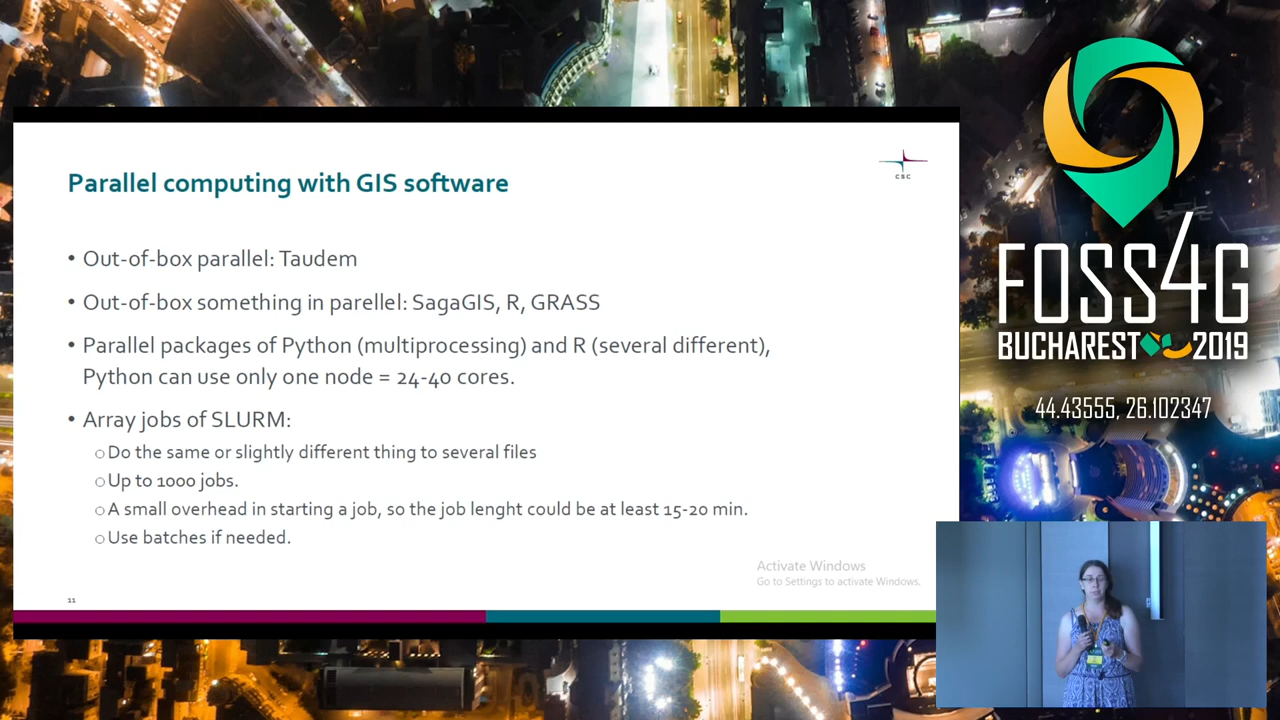 Parallel computing with GIS software
CSC
• Out-of-box parallel: Taudem
• Out-of-box something in parellel: SagaGIS, R, GRASS
• Parallel packages of Python (multiprocessing) and R (several different),
Python can use only one node = 24-40 cores.
• Array jobs of SLURM:
○ Do the same or slightly different thing to several files
○ Up to 1000 jobs.
○ A small overhead in starting a job, so the job lenght could be at least 15-20 min.
○ Use batches if needed.
Activate Windows
Go to Settings to activate Windows.
11
FOSS4G
BUCHAREST 2019
44.43555, 26.102347